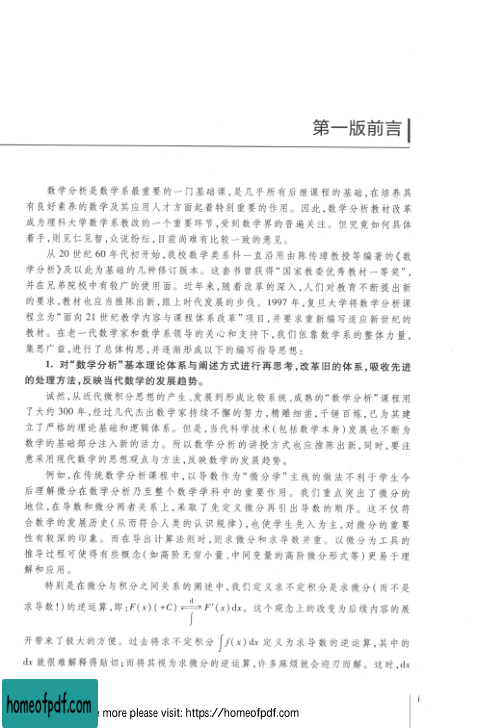 第一版前言
数学分析是数学系最重要的一门基础课,是几乎所有后继课程的基础,在培养具
有良好素养的数学及其应用人才方面起着特别重要的作用。因此,数学分析教材改革
成为理科大学数学系教改的一个重要环节,受到数学界的普遍关注。但究竟如何具体
着手,则见仁见智,众说纷纭,目前尚难有比较一致的意见。
从 20 世纪 60 年代初开始,我校数学类系科一直沿用由陈传璋教授等编著的《数
学分析》及以此为基础的几种修订版本。这套书曾获得“国家教委优秀教材一等奖”,
并在兄弟院校中有较广的使用面。近年来,随着改革的深入,人们对教育不断提出新
的要求,教材也应当推陈出新,跟上时代发展的步伐。1997 年,复旦大学将数学分析课
程立为“面向 21 世纪教学内容与课程体系改革”项目,并要求重新编写适应新世纪的
教材。在老一代数学家和数学系领导的关心和支持下,我们依靠数学系的整体力量,
集思广益,进行了总体构思,并逐渐形成以下的编写指导思想:
1. 对“数学分析”基本理论体系与阐述方式进行再思考,改革旧的体系,吸收先进
的处理方法,反映当代数学的发展趋势。
诚然,从近代微积分思想的产生、发展到形成比较系统、成熟的“数学分析”课程用
了大约 300 年,经过几代杰出数学家持续不懈的努力,精雕细凿,千锤百炼,已为其建
立了严格的理论基础和逻辑体系。但是,当代科学技术(包括数学本身)发展也不断为
数学的基础部分注入新的活力。所以数学分析的讲授方式也应推陈出新,同时,要注
意采用现代数学的思想观点与方法,反映数学的发展趋势。
例如,在传统数学分析课程中,以导数作为“微分学”主线的做法不利于学生今
后理解微分在数学分析乃至整个数学学科中的重要作用。我们重点突出了微分的
地位,在导数和微分两者关系上,采取了先定义微分再引出导数的顺序。这不仅符
合数学的发展历史(从而符合人类的认识规律),也使学生先入为主,对微分的重要
性有较深的印象。而在导出计算法则时,则求微分和求导数并重。以微分为工具的
推导过程可使得有些概念(如高阶无穷小量、中间变量的高阶微分形式等)更易于理
解和应用。
特别是在微分与积分之间关系的阐述中,我们定义求不定积分是求微分(而不是
求导数!)的逆运算,即:F(x)(+C) ⇌(d/∫) F′(x)dx。这个观念上的改变为后续内容的展
开带来了极大的方便。过去将求不定积分∫f(x)dx 定义为求导数的逆运算,其中的
dx 就很难解释得贴切;而将其视为求微分的逆运算,许多麻烦就会迎刃而解。这时,dx
i
homeofpdf.com
e more please visit: https://homeofpdf.com